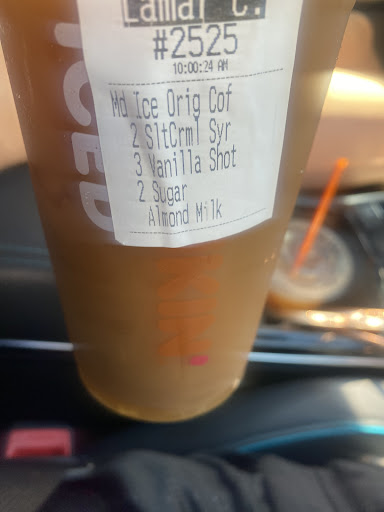 Lamar C.
#2525
10:00:24 AM
Md Ice Orig Cof
2 SltCrml Syr
3 Vanilla Shot
2 Sugar
Almond Milk
ICED
KIN